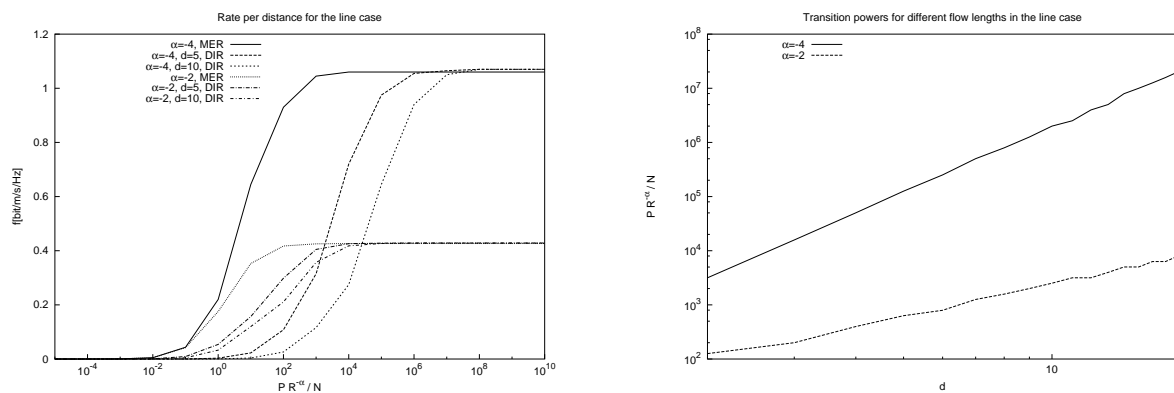 Rate per distance for the line case
1.2
1
0.8
0.6
0.4
0.2
0
f[bit/m/s/Hz]
α=-4, MER
α=-4, d=5, DIR
α=-4, d=10, DIR
α=-2, MER
α=-2, d=5, DIR
α=-2, d=10, DIR
10^-4 10^-2 10^0 10^2 10^4 10^6 10^8 10^10
P R^-α / N
Transition powers for different flow lengths in the line case
10^8
10^7
10^6
10^5
10^4
10^3
10^2
P R^-α / N
α=-4
α=-2
10
d